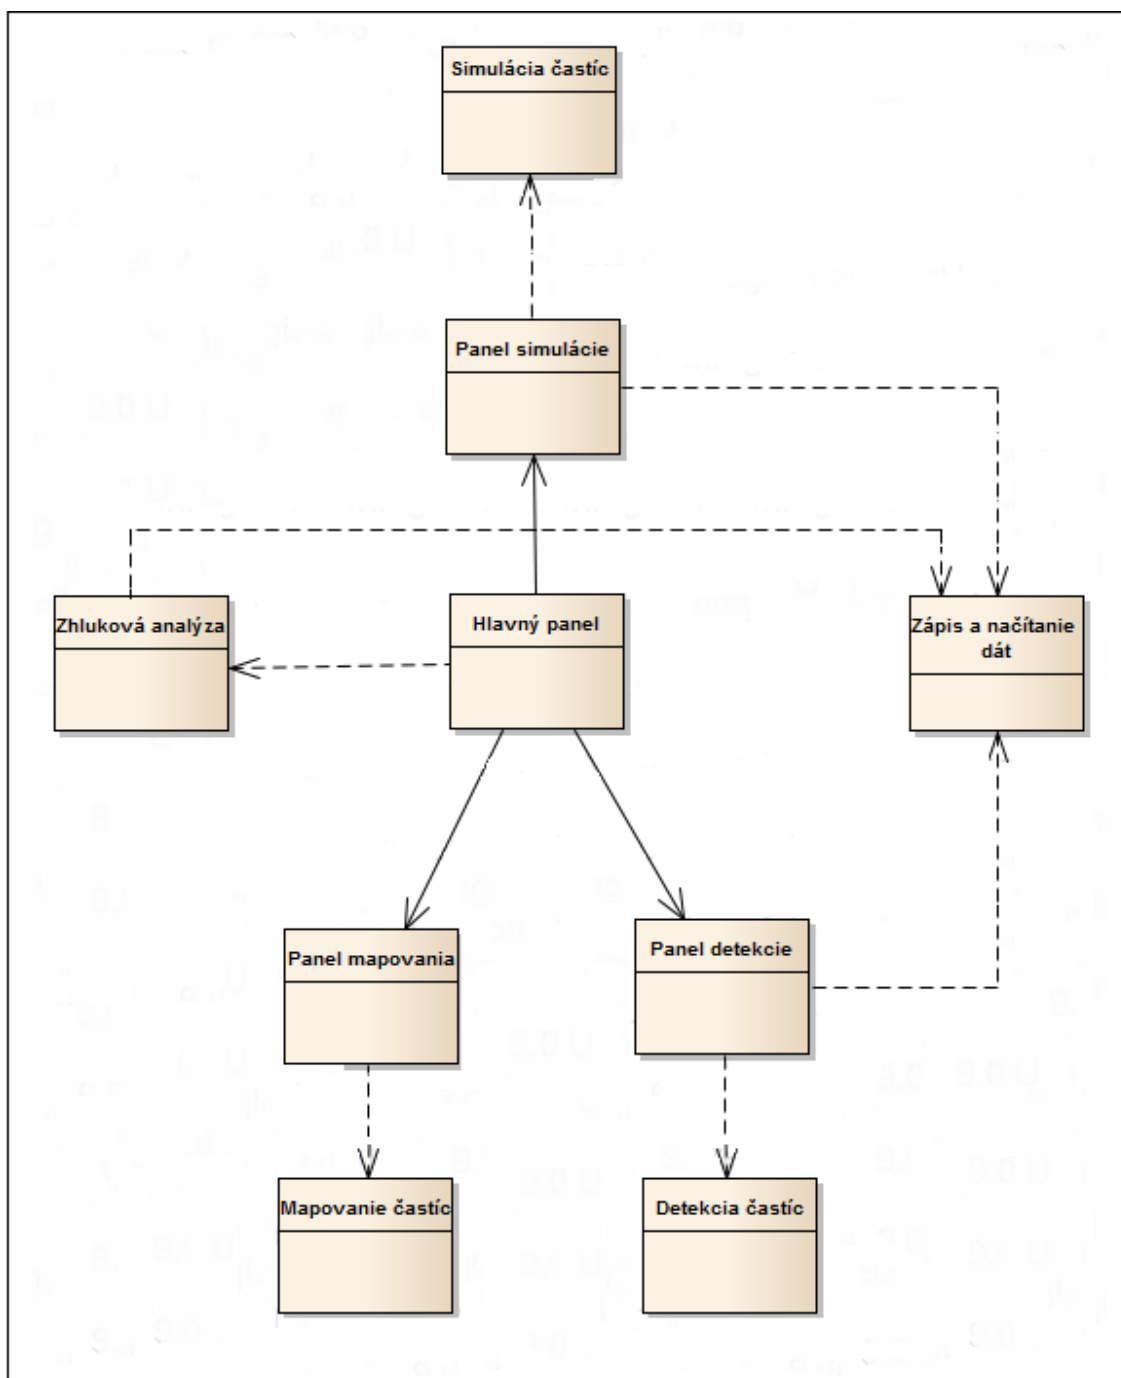 Simulácia častíc
Panel simulácie
Zhluková analýza
Hlavný panel
Zápis a načítanie
dát
Panel mapovania
Panel detekcie
Mapovanie častíc
Detekcia častíc